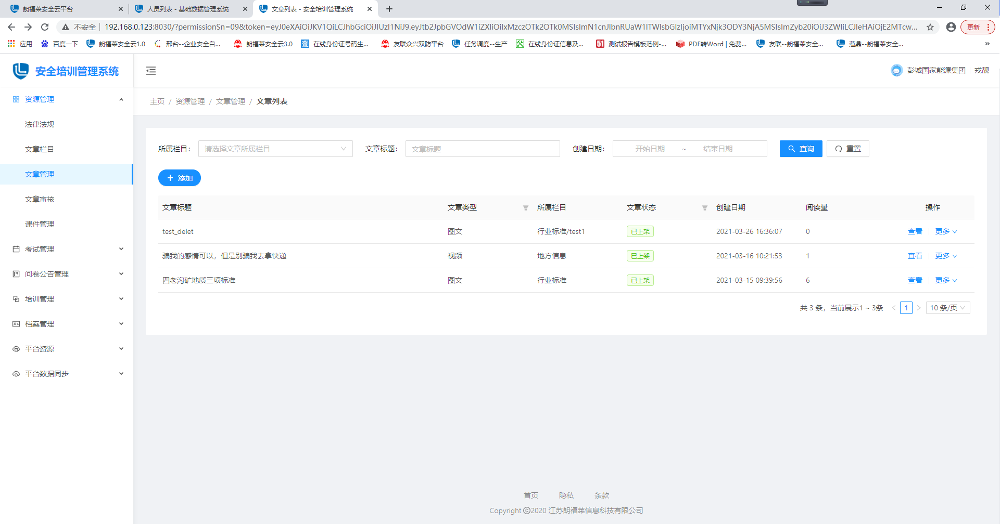 朗福莱安全云平台
人员列表 - 基础数据管理系统
文章列表 - 安全培训管理系统
不安全
192.168.0.123:8030/?permissionSn=09&token=eyJ0eXAiOiJKV1QiLCJhbGciOiJIUzI1NiJ9.eyJtb2JpbGVOdW1iZXIiOiIxMzczOTk2OTk0MSIsImN1cnJlbnRUaW1lTWlsbGlzIjoiMTYxNjk3ODY3NjA5MSIsImZyb20iOiJ3ZWIiLCJleHAiOjE2MTcw...
更新
应用
百度一下
朗福莱安全云1.0
邢台--企业安全自...
朗福莱安全云3.0
查
在线身份证号码生...
友联众兴双防平台
任务调度--生产
在线身份证信息及...
51
测试报告模板范例-...
PDF转Word | 免费...
友联--朗福莱安全...
蕴鼎--朗福莱安全...
»
安全培训管理系统
彭城国家能源集团
戎靓
资源管理
法律法规
文章栏目
文章管理
文章审核
课件管理
考试管理
问卷公告管理
培训管理
档案管理
平台资源
平台数据同步
主页 / 资源管理 / 文章管理 / 文章列表
所属栏目: 请选择文章所属栏目 文章标题: 文章标题 创建日期: 开始日期 ~ 结束日期 查询 重置
添加
文章标题 文章类型 所属栏目 文章状态 创建日期 阅读量 操作
test_delet 图文 行业标准/test1 已上架 2021-03-26 16:36:07 0 查看 更多
骗我的感情可以，但是别骗我去拿快递 视频 地方信息 已上架 2021-03-16 10:21:53 1 查看 更多
四老沟矿地质三项标准 图文 行业标准 已上架 2021-03-15 09:39:56 6 查看 更多
共 3 条，当前展示1 ~ 3条 < 1 > 10 条/页
首页 隐私 条款
Copyright ©2020 江苏朗福莱信息科技有限公司